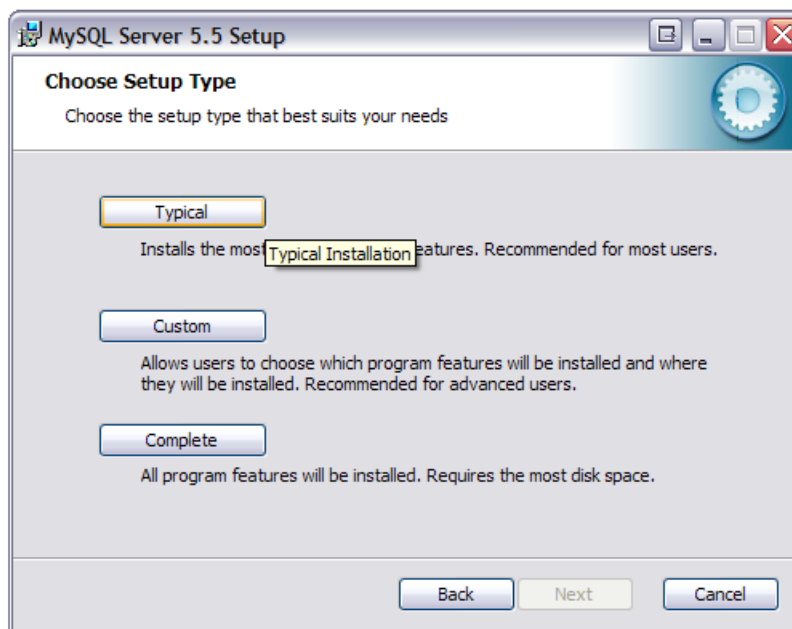 MySQL Server 5.5 Setup
Choose Setup Type
Choose the setup type that best suits your needs
Typical
Installs the most eatures. Recommended for most users.
Typical Installation
Custom
Allows users to choose which program features will be installed and where
they will be installed. Recommended for advanced users.
Complete
All program features will be installed. Requires the most disk space.
Back Next Cancel